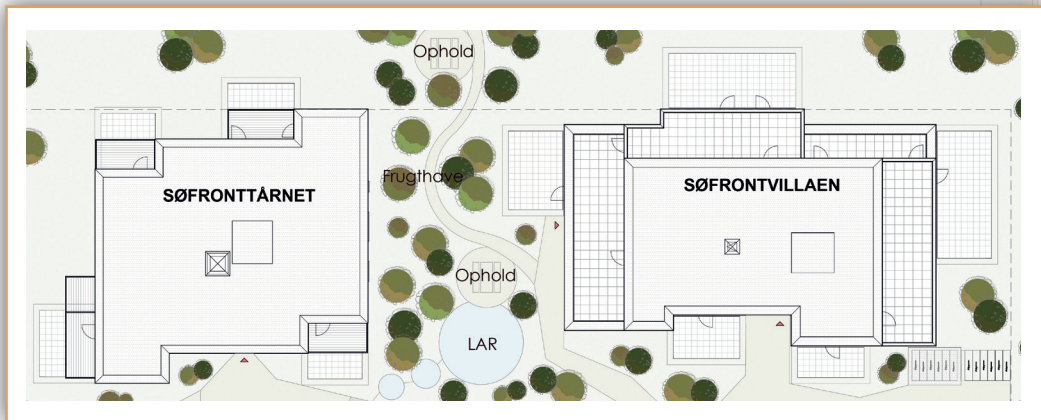 Ophold
Frugthave
SØFRONTTÅRNET
SØFRONTVILLAEN
Ophold
LAR